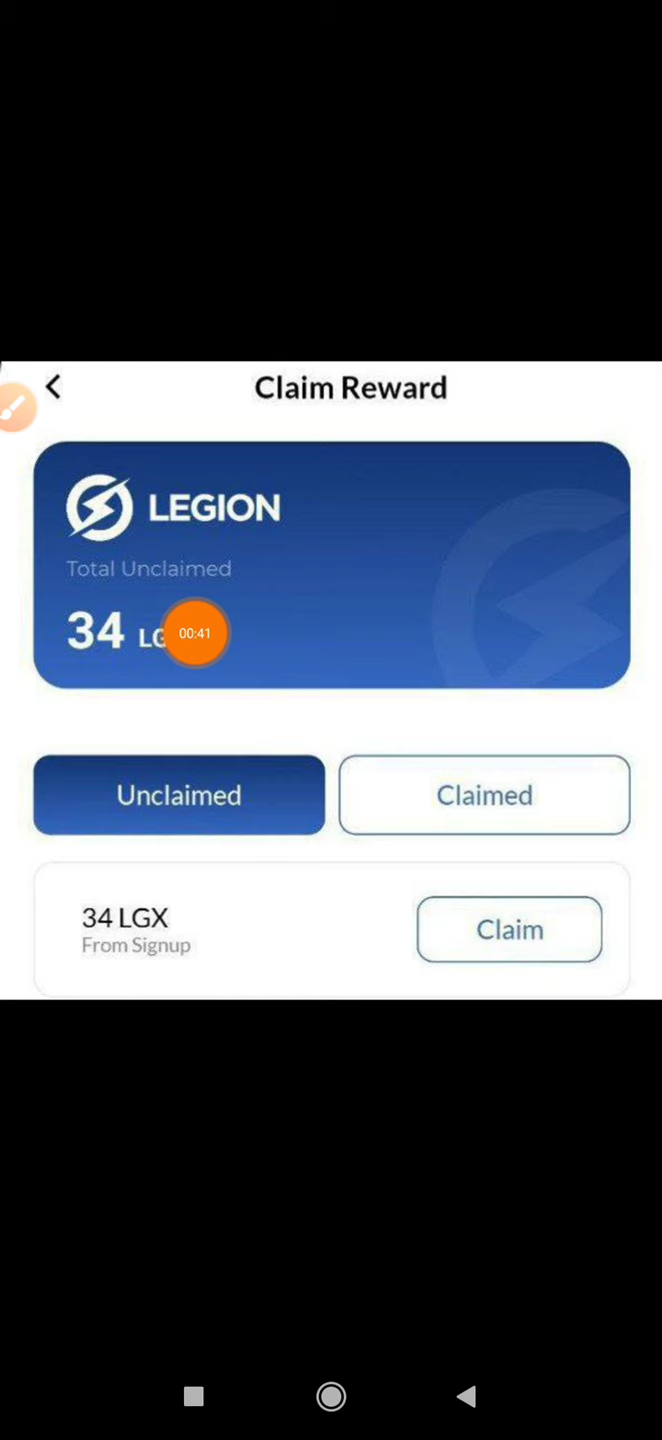 Claim Reward
LEGION
Total Unclaimed
34
00:41
Unclaimed
Claimed
34 LGX
From Signup
Claim